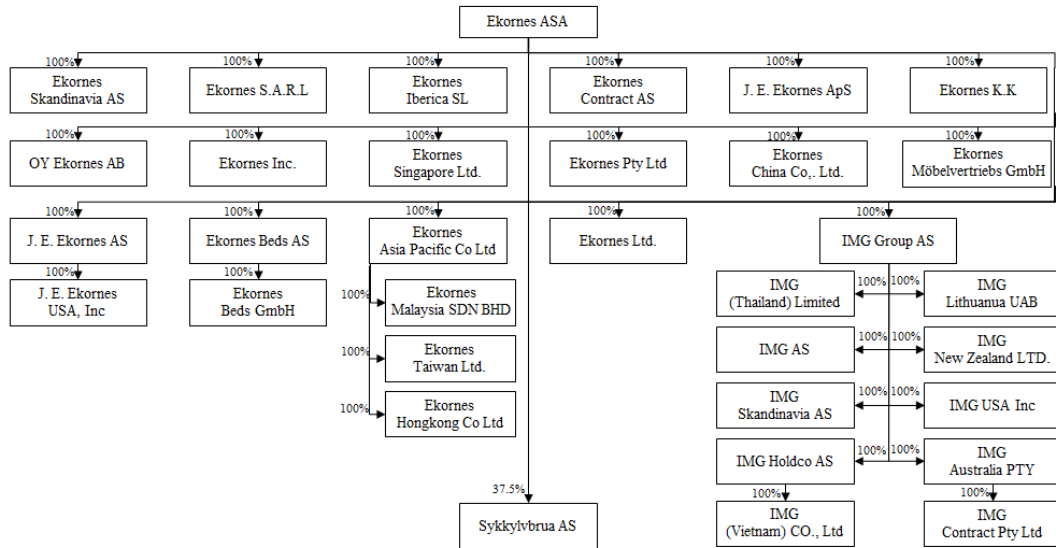 Ekornes ASA
100%
100%
100%
100%
100%
100%
Ekornes
Skandinavia AS
Ekornes S.A.R.L
Ekornes
Iberica SL
Ekornes
Contract AS
J. E. Ekornes ApS
Ekornes K.K
100%
100%
100%
100%
100%
100%
OY Ekornes AB
Ekornes Inc.
Ekornes
Singapore Ltd.
Ekornes Pty Ltd
Ekornes
China Co,. Ltd.
Ekornes
Möbelvertriebs GmbH
100%
100%
100%
100%
100%
J. E. Ekornes AS
Ekornes Beds AS
Ekornes
Asia Pacific Co Ltd
Ekornes Ltd.
IMG Group AS
100%
100%
J. E. Ekornes
USA, Inc
Ekornes
Beds GmbH
100%
Ekornes
Malaysia SDN BHD
100%
Ekornes
Taiwan Ltd.
100%
Ekornes
Hongkong Co Ltd
IMG
(Thailand) Limited
100%
100%
IMG
Lithuanua UAB
IMG AS
100%
100%
IMG
New Zealand LTD.
IMG
Skandinavia AS
100%
100%
IMG USA Inc
IMG Holdco AS
100%
100%
IMG
Australia PTY
100%
100%
IMG
(Vietnam) CO., Ltd
IMG
Contract Pty Ltd
37.5%
Sykkylvbrua AS